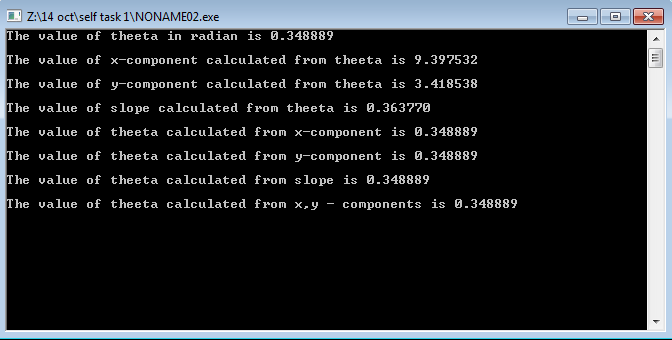 Z:\14 oct\self task 1\NONAME02.exe
The value of theeta in radian is 0.348889
The value of x-component calculated from theeta is 9.397532
The value of y-component calculated from theeta is 3.418538
The value of slope calculated from theeta is 0.363770
The value of theeta calculated from x-component is 0.348889
The value of theeta calculated from y-component is 0.348889
The value of theeta calculated from slope is 0.348889
The value of theeta calculated from x,y - components is 0.348889